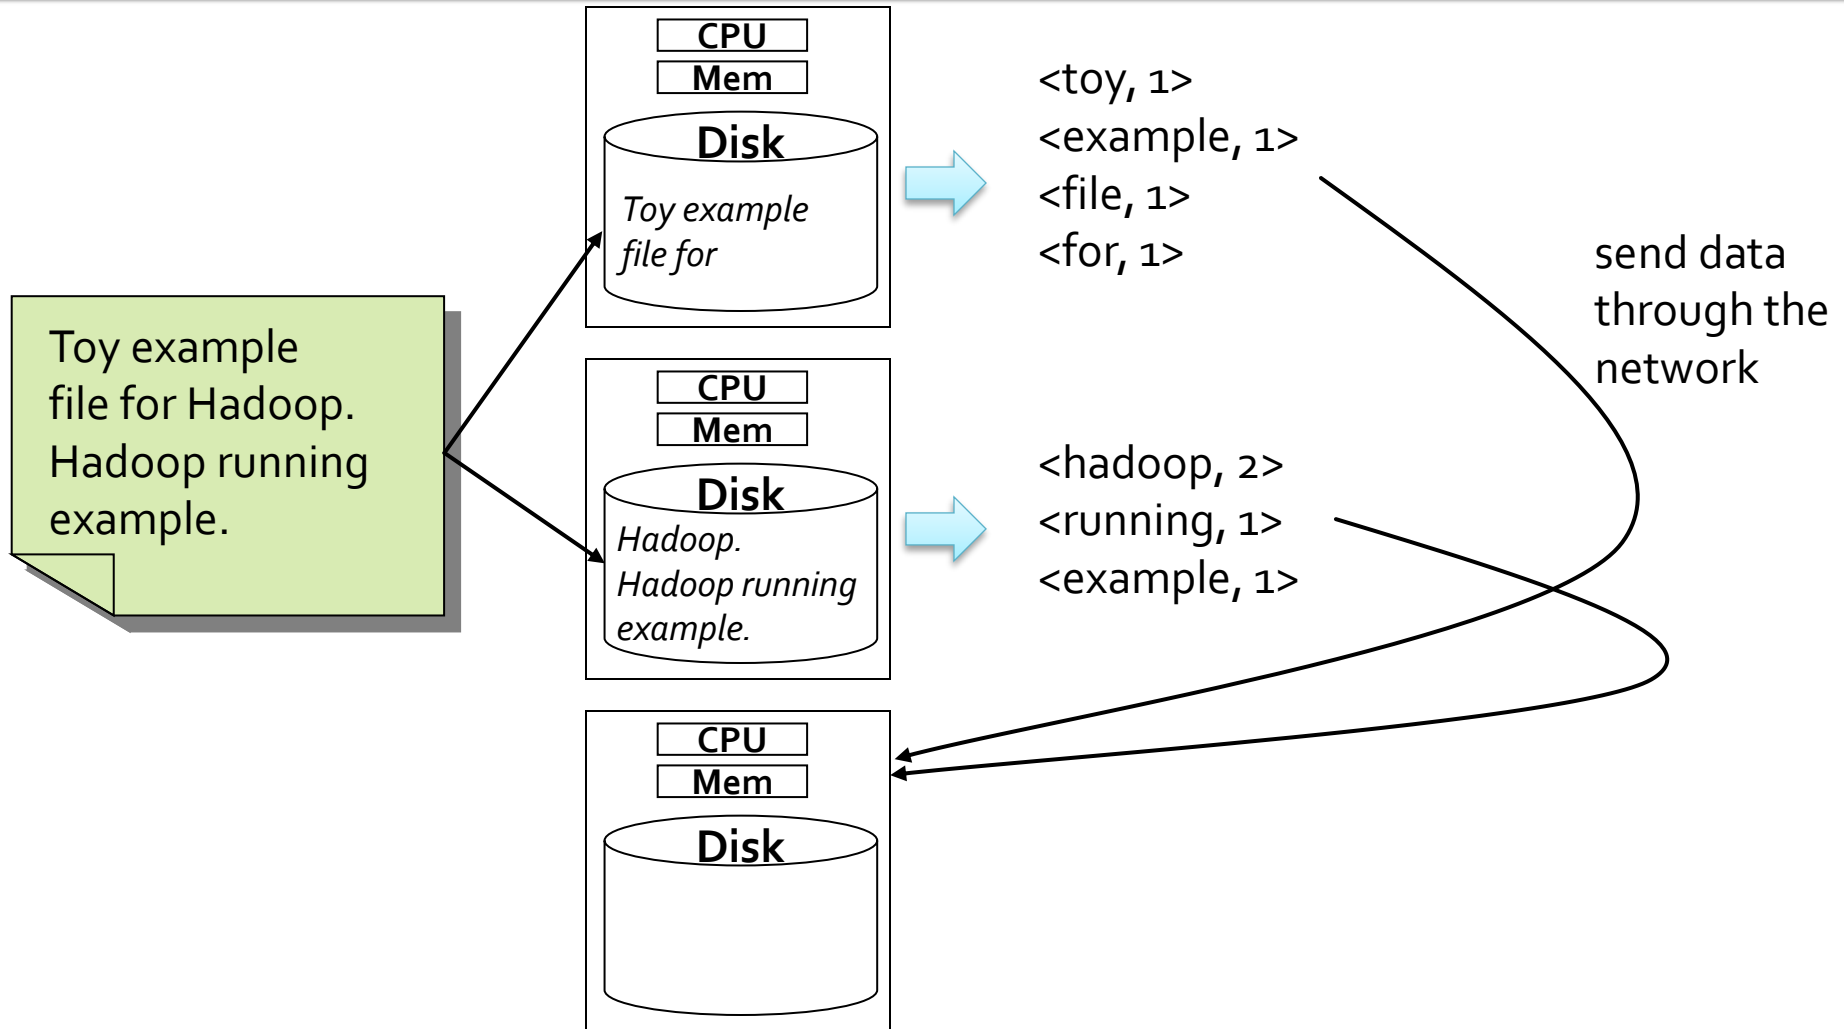 Toy example
file for Hadoop.
Hadoop running
example.
CPU
Mem
Disk
Toy example
file for
<toy, 1>
<example, 1>
<file, 1>
<for, 1>
send data
through the
network
CPU
Mem
Disk
Hadoop.
Hadoop running
example.
<hadoop, 2>
<running, 1>
<example, 1>
CPU
Mem
Disk